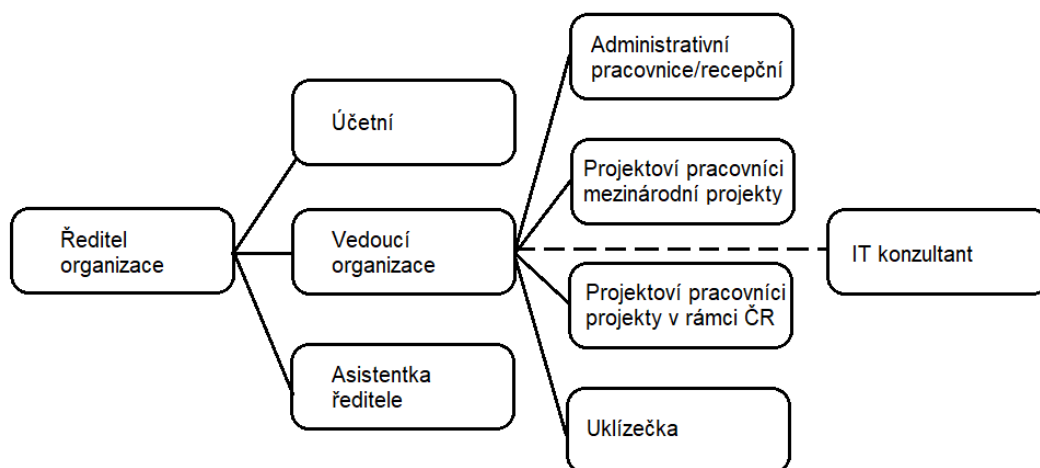 Ředitel
organizace
Účetní
Vedoucí
organizace
Asistentka
ředitele
Administrativní
pracovnice/recepční
Projektoví pracovníci
mezinárodní projekty
Projektoví pracovníci
projekty v rámci ČR
Uklízečka
IT konzultant